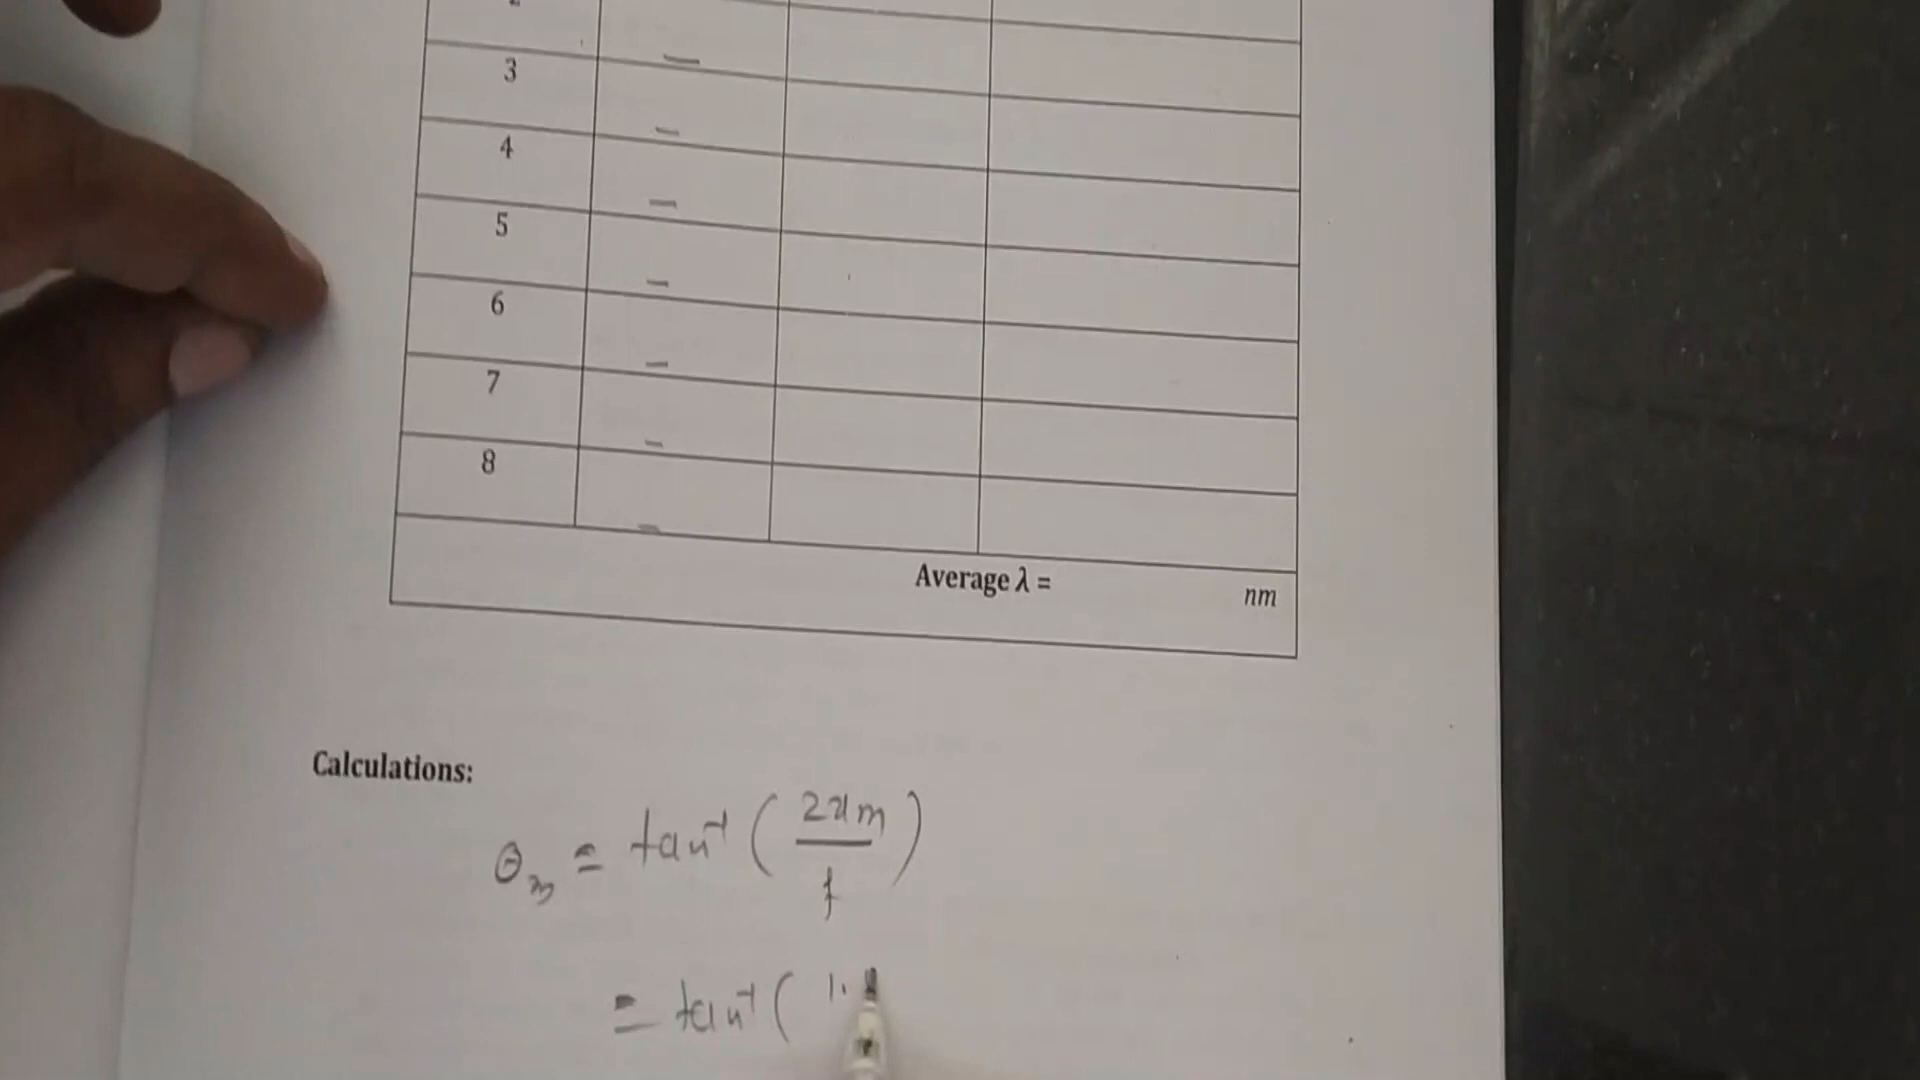 3
4
5
6
7
8
Average λ = nm
Calculations:
θm = tan⁻¹ ( 2xm / f )
= tan⁻¹ ( 1.